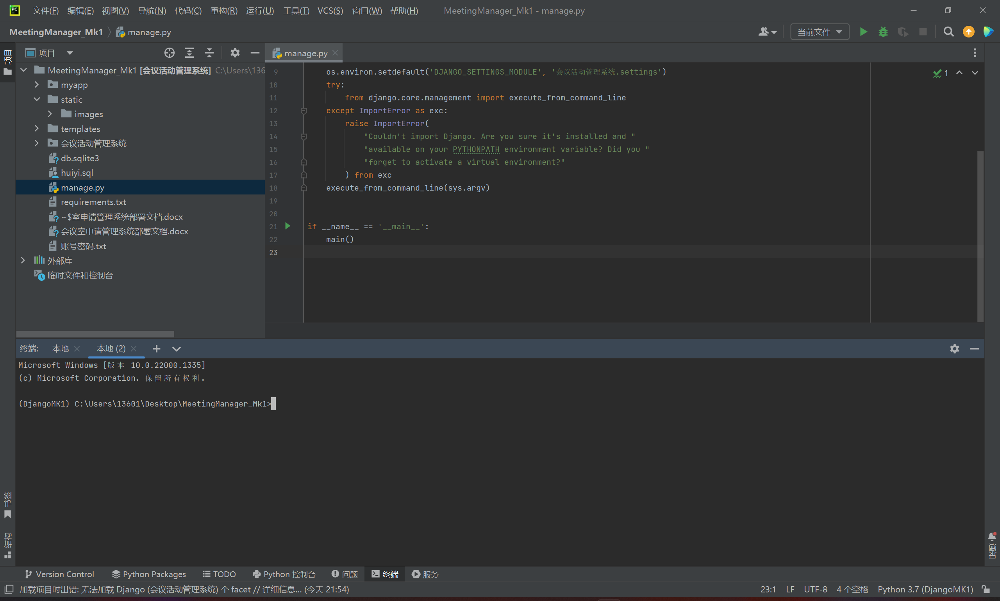 PC 文件(F) 编辑(E) 视图(V) 导航(N) 代码(C) 重构(R) 运行(U) 工具(T) VCS(S) 窗口(W) 帮助(H) MeetingManager_Mk1 - manage.py
MeetingManager_Mk1 manage.py 当前文件
项目
项目
MeetingManager_Mk1 [会议活动管理系统] C:\Users\136
myapp
static
images
templates
会议活动管理系统
db.sqlite3
huiyi.sql
manage.py
requirements.txt
~$室申请管理系统部署文档.docx
会议室申请管理系统部署文档.docx
账号密码.txt
外部库
临时文件和控制台
manage.py
1
9 os.environ.setdefault('DJANGO_SETTINGS_MODULE', '会议活动管理系统.settings')
10 try:
11 from django.core.management import execute_from_command_line
12 except ImportError as exc:
13 raise ImportError(
14 "Couldn't import Django. Are you sure it's installed and "
15 "available on your PYTHONPATH environment variable? Did you "
16 "forget to activate a virtual environment?"
17 ) from exc
18 execute_from_command_line(sys.argv)
19
20
21 if __name__ == '__main__':
22 main()
23
终端: 本地 本地 (2)
Microsoft Windows [版本 10.0.22000.1335]
(c) Microsoft Corporation。保留所有权利。
(DjangoMK1) C:\Users\13601\Desktop\MeetingManager_Mk1>
书签
结构
通知
Version Control Python Packages TODO Python 控制台 问题 终端 服务
加载项目时出错: 无法加载 Django (会议活动管理系统) 个 facet // 详细信息... (今天 21:54) 23:1 LF UTF-8 4 个空格 Python 3.7 (DjangoMK1)